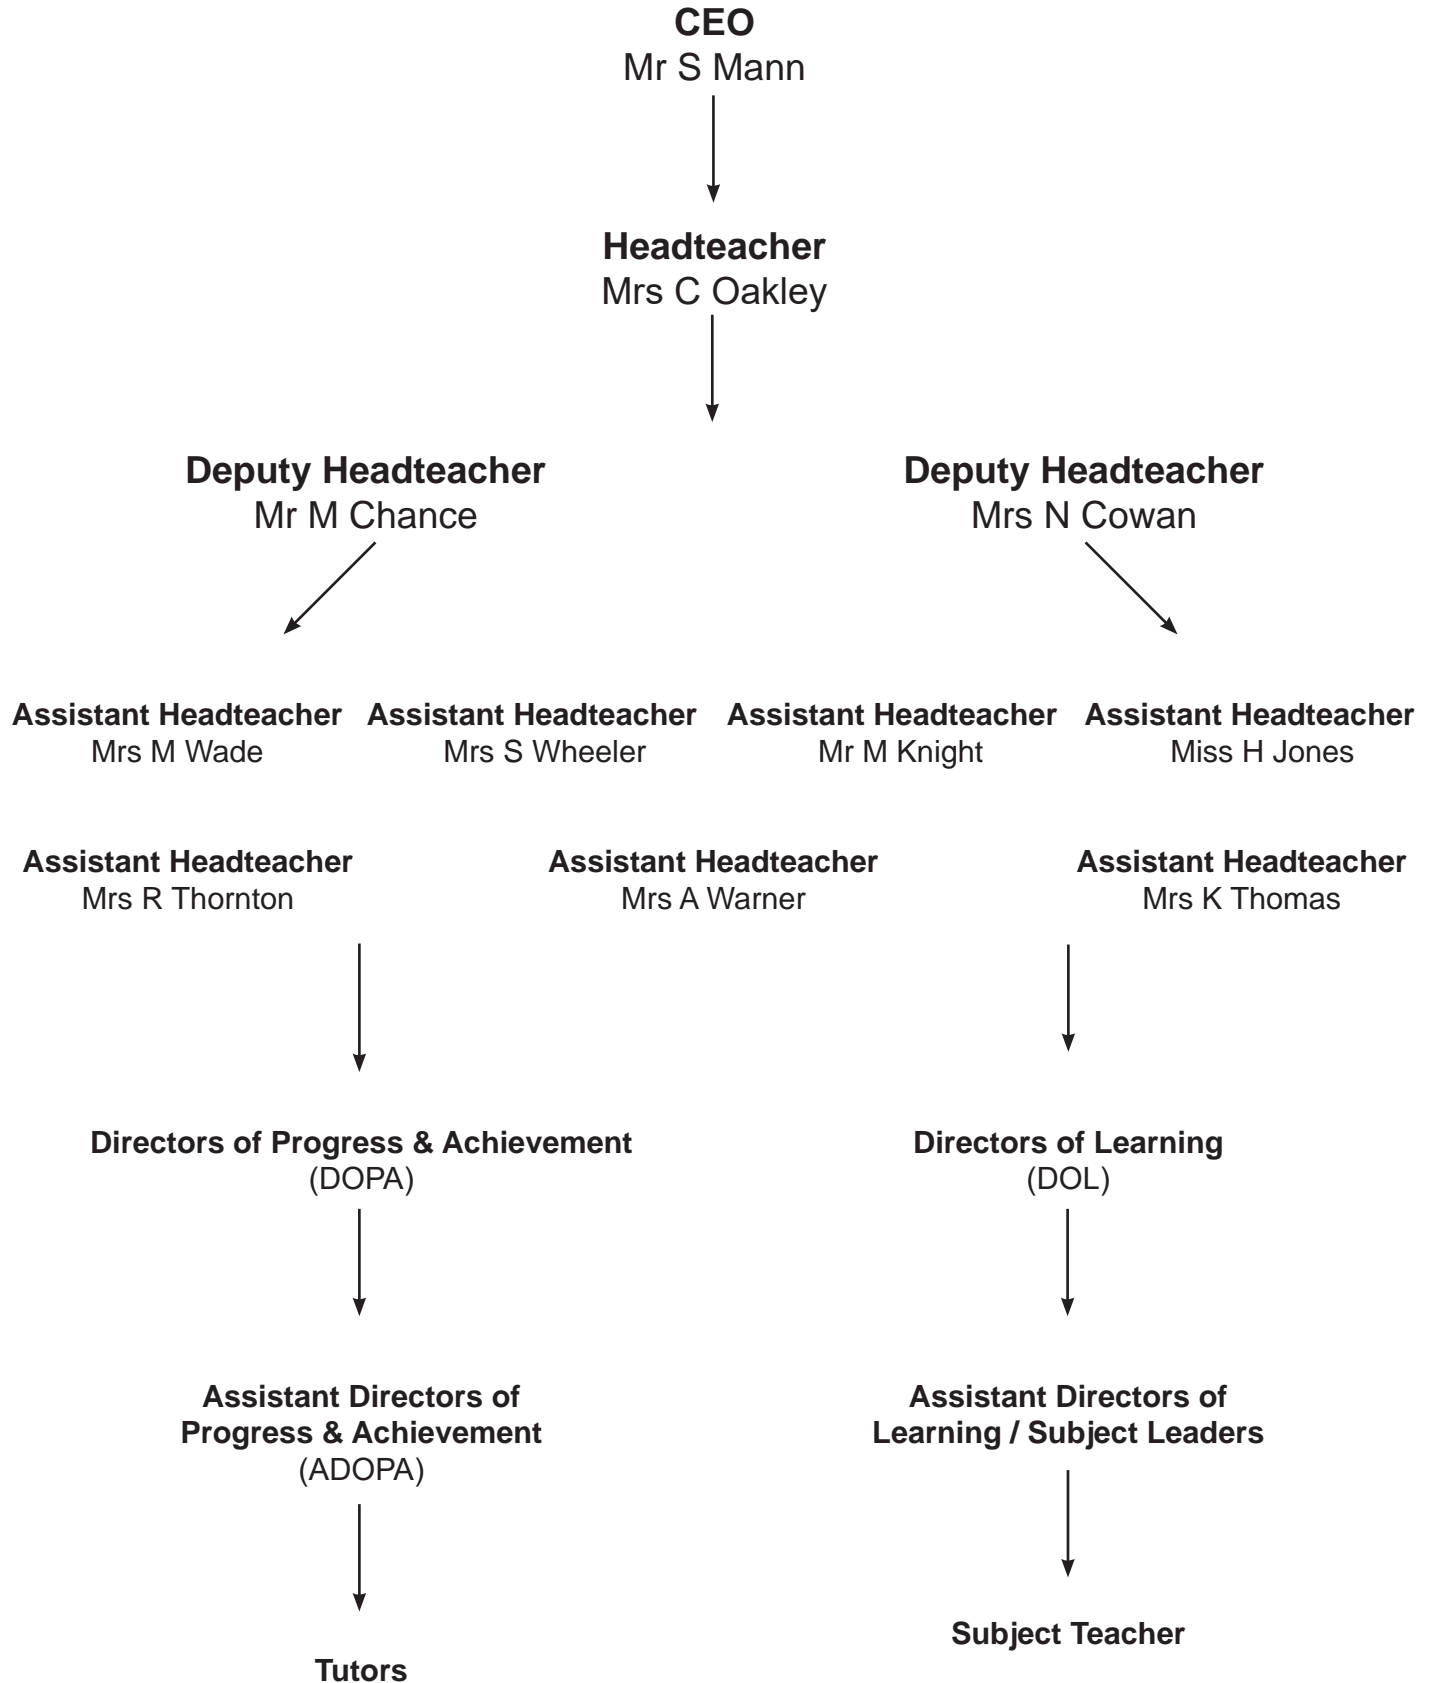 CEO
Mr S Mann
Headteacher
Mrs C Oakley
Deputy Headteacher
Mr M Chance
Deputy Headteacher
Mrs N Cowan
Assistant Headteacher
Mrs M Wade
Assistant Headteacher
Mrs S Wheeler
Assistant Headteacher
Mr M Knight
Assistant Headteacher
Miss H Jones
Assistant Headteacher
Mrs R Thornton
Assistant Headteacher
Mrs A Warner
Assistant Headteacher
Mrs K Thomas
Directors of Progress & Achievement
(DOPA)
Directors of Learning
(DOL)
Assistant Directors of
Progress & Achievement
(ADOPA)
Assistant Directors of
Learning / Subject Leaders
Tutors
Subject Teacher